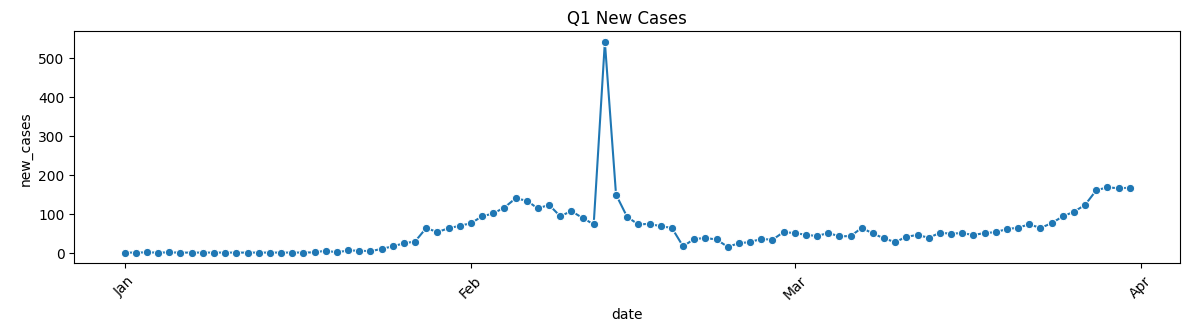 Q1 New Cases
new_cases
500
400
300
200
100
0
Jan
Feb
Mar
Apr
date